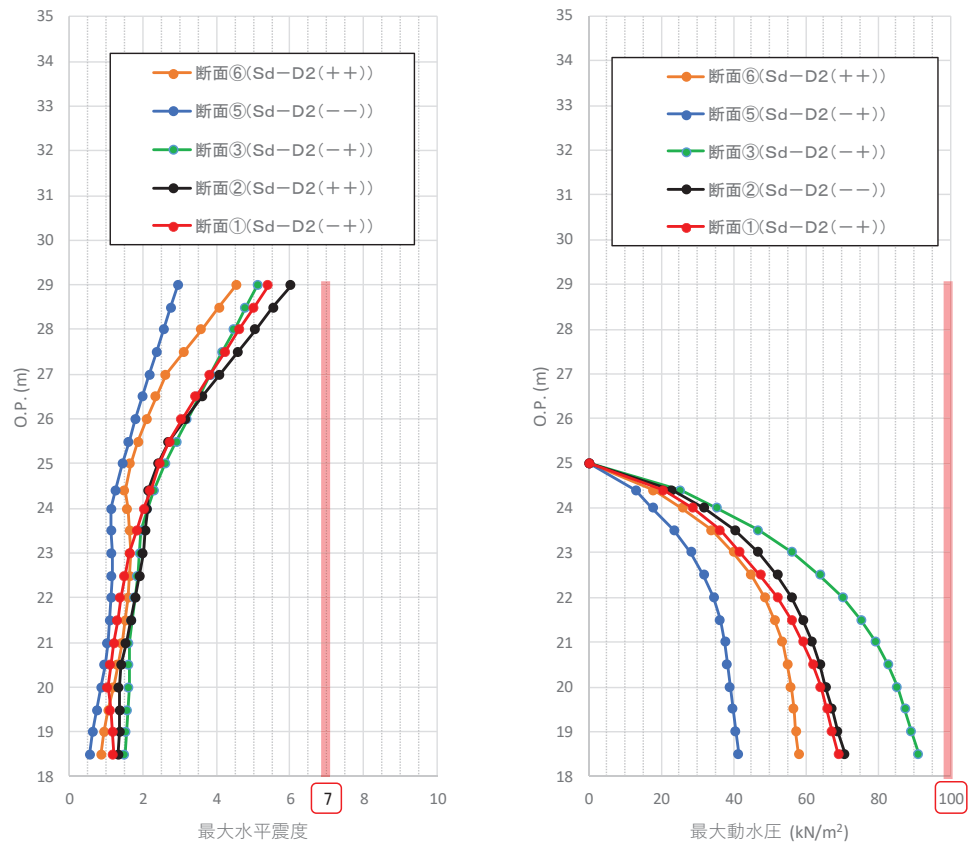 35
34
33
32
31
30
29
28
27
26
25
24
23
22
21
20
19
18
O.P. (m)
断面⑥(Sd－D2(＋＋))
断面⑤(Sd－D2(－－))
断面③(Sd－D2(－＋))
断面②(Sd－D2(＋＋))
断面①(Sd－D2(－＋))
0 2 4 6 7 8 10
最大水平震度
35
34
33
32
31
30
29
28
27
26
25
24
23
22
21
20
19
18
O.P. (m)
断面⑥(Sd－D2(＋＋))
断面⑤(Sd－D2(－＋))
断面③(Sd－D2(－＋))
断面②(Sd－D2(－－))
断面①(Sd－D2(－＋))
0 20 40 60 80 100
最大動水圧 (kN/m²)